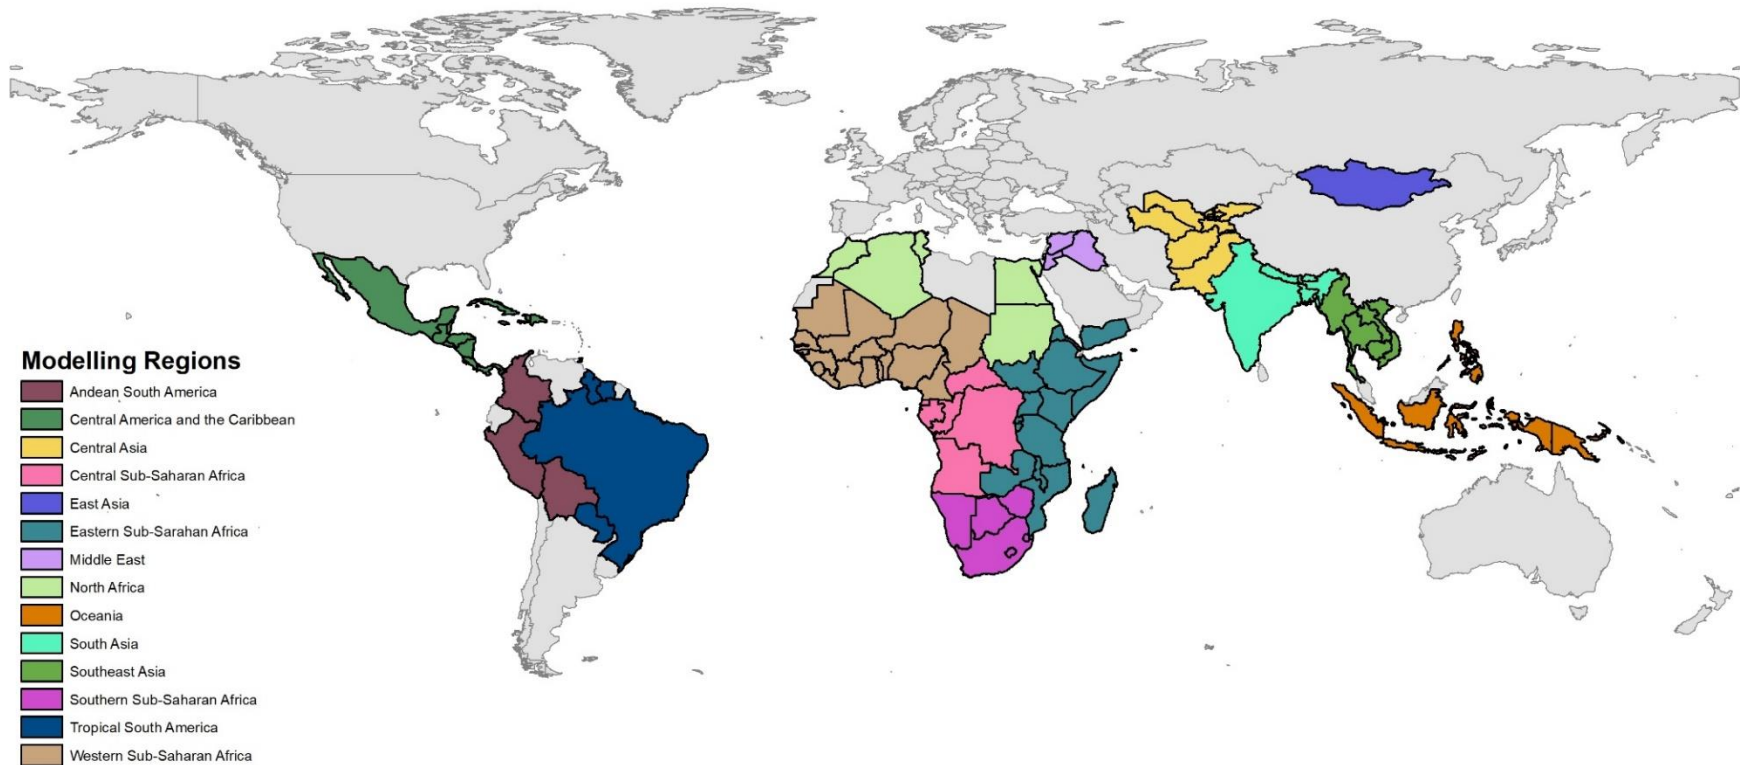 Modelling Regions
Andean South America
Central America and the Caribbean
Central Asia
Central Sub-Saharan Africa
East Asia
Eastern Sub-Sarahan Africa
Middle East
North Africa
Oceania
South Asia
Southeast Asia
Southern Sub-Saharan Africa
Tropical South America
Western Sub-Saharan Africa